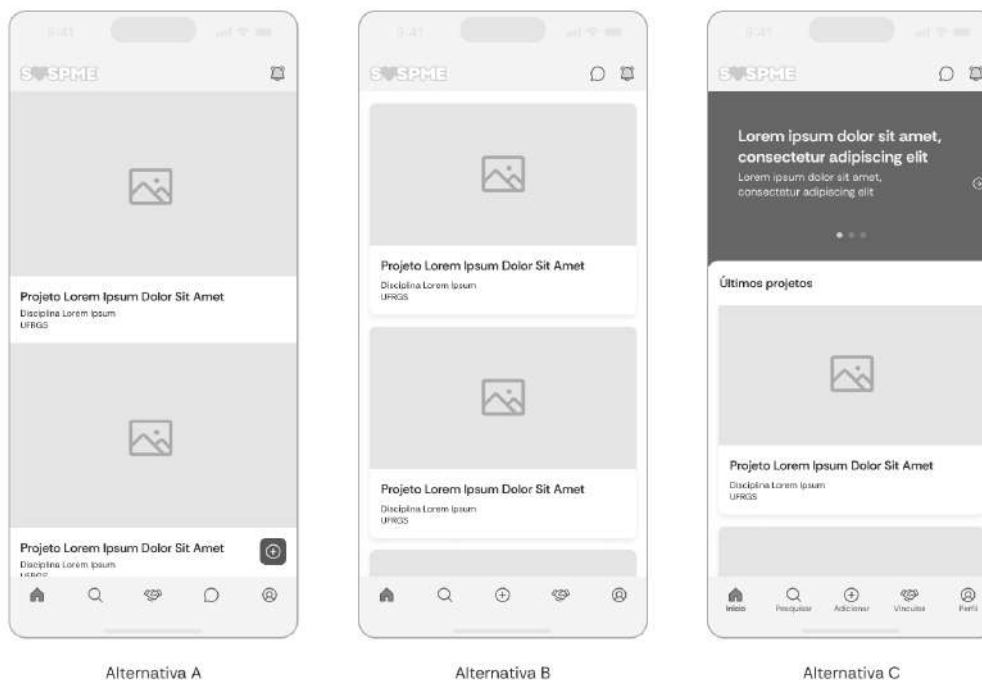 9:41
S♥SPME
Projeto Lorem Ipsum Dolor Sit Amet
Disciplina Lorem Ipsum
UFRGS
Projeto Lorem Ipsum Dolor Sit Amet
Disciplina Lorem Ipsum
UFRGS
Alternativa A
9:41
S♥SPME
Projeto Lorem Ipsum Dolor Sit Amet
Disciplina Lorem Ipsum
UFRGS
Projeto Lorem Ipsum Dolor Sit Amet
Disciplina Lorem Ipsum
UFRGS
Alternativa B
9:41
S♥SPME
Lorem ipsum dolor sit amet,
consectetur adipiscing elit
Lorem ipsum dolor sit amet,
consectetur adipiscing elit
Últimos projetos
Projeto Lorem Ipsum Dolor Sit Amet
Disciplina Lorem Ipsum
UFRGS
Início Pesquisar Adicionar Vínculos Perfil
Alternativa C